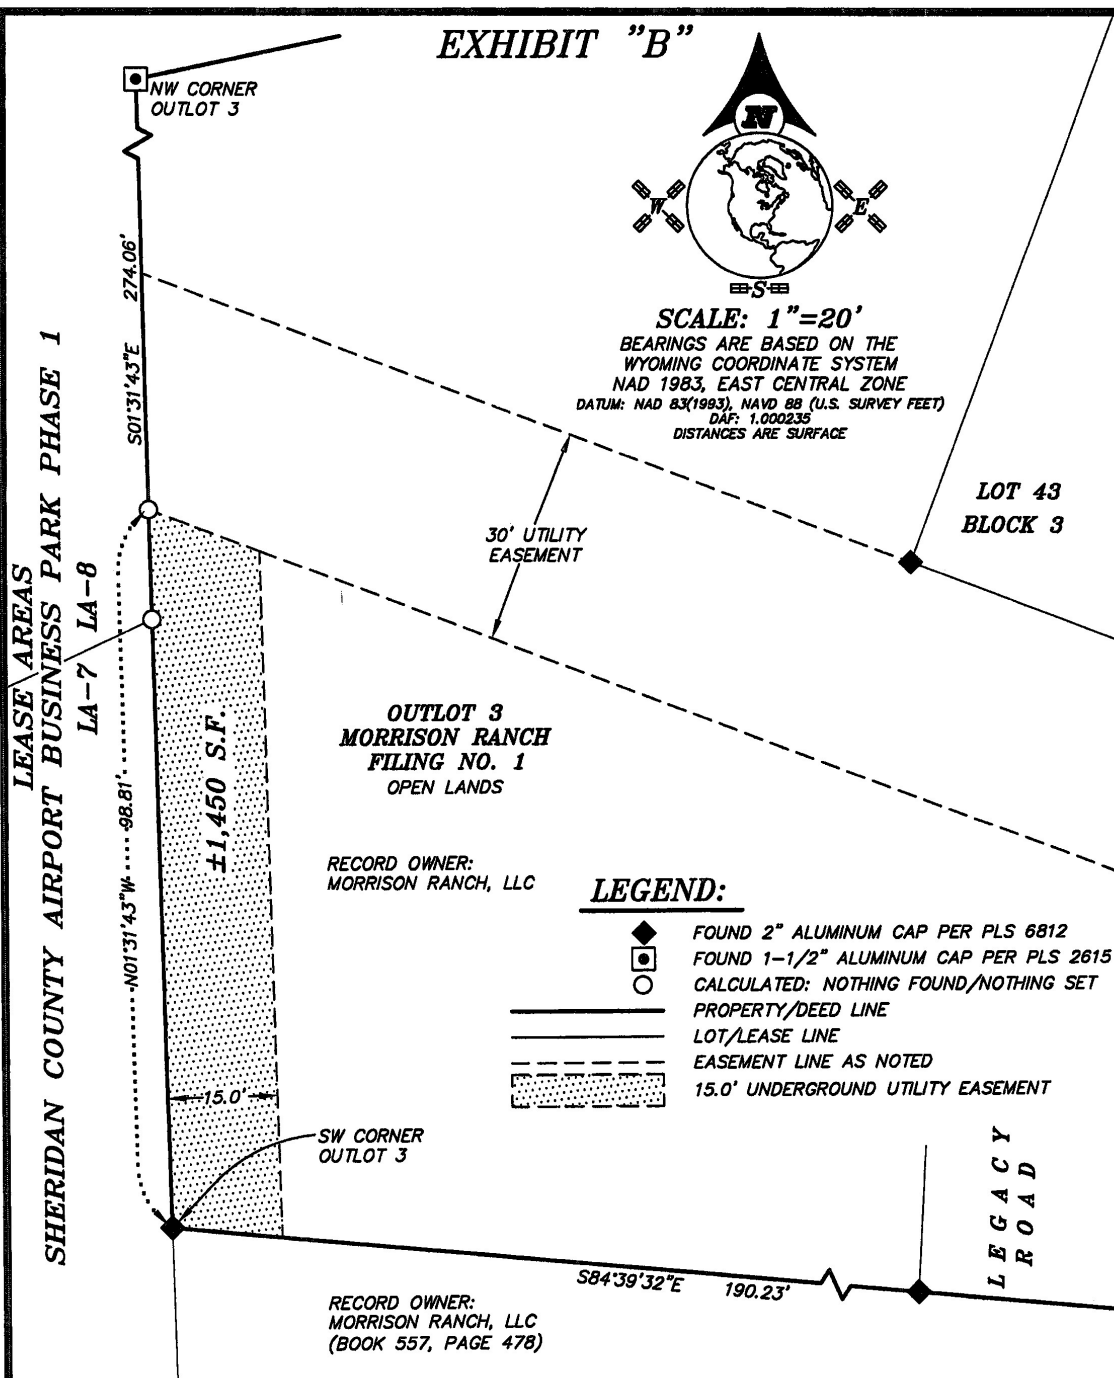 EXHIBIT "B"
NW CORNER
OUTLOT 3
N
W
E
S
SCALE: 1"=20'
BEARINGS ARE BASED ON THE
WYOMING COORDINATE SYSTEM
NAD 1983, EAST CENTRAL ZONE
DATUM: NAD 83(1993), NAVD 88 (U.S. SURVEY FEET)
DAF: 1.000235
DISTANCES ARE SURFACE
S01°31'43"E 274.06'
LOT 43
BLOCK 3
30' UTILITY
EASEMENT
LEASE AREAS
SHERIDAN COUNTY AIRPORT BUSINESS PARK PHASE 1
LA-7 LA-8
N01°31'43"W 98.81'
±1,450 S.F.
OUTLOT 3
MORRISON RANCH
FILING NO. 1
OPEN LANDS
RECORD OWNER:
MORRISON RANCH, LLC
LEGEND:
FOUND 2" ALUMINUM CAP PER PLS 6812
FOUND 1-1/2" ALUMINUM CAP PER PLS 2615
CALCULATED: NOTHING FOUND/NOTHING SET
PROPERTY/DEED LINE
LOT/LEASE LINE
EASEMENT LINE AS NOTED
15.0' UNDERGROUND UTILITY EASEMENT
15.0'
SW CORNER
OUTLOT 3
LEGACY
ROAD
S84°39'32"E 190.23'
RECORD OWNER:
MORRISON RANCH, LLC
(BOOK 557, PAGE 478)